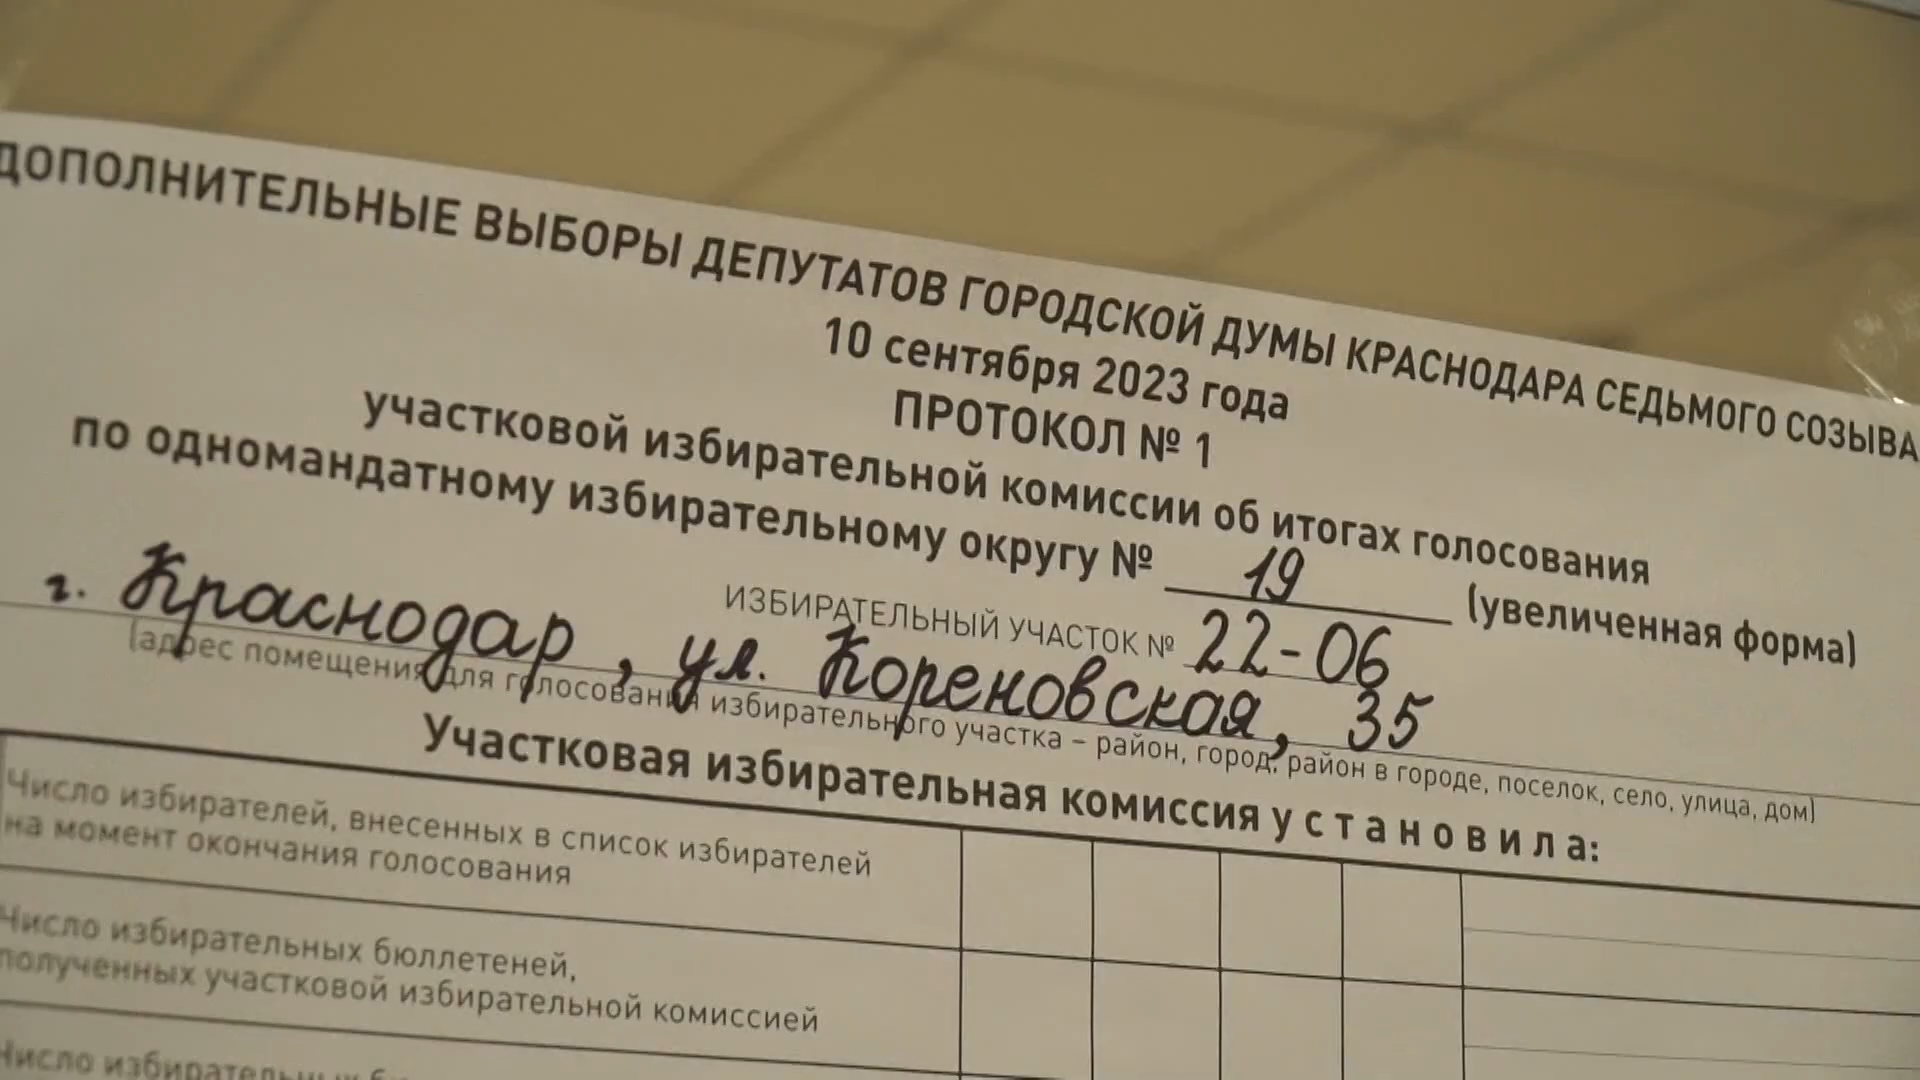 ДОПОЛНИТЕЛЬНЫЕ ВЫБОРЫ ДЕПУТАТОВ ГОРОДСКОЙ ДУМЫ КРАСНОДАРА СЕДЬМОГО СОЗЫВА
10 сентября 2023 года
ПРОТОКОЛ № 1
участковой избирательной комиссии об итогах голосования
по одномандатному избирательному округу № 19 (увеличенная форма)
ИЗБИРАТЕЛЬНЫЙ УЧАСТОК № 22-06
г. Краснодар, ул. Кореновская, 35
(адрес помещения для голосования избирательного участка – район, город, район в городе, поселок, село, улица, дом)
Участковая избирательная комиссия установила:
Число избирателей, внесенных в список избирателей
на момент окончания голосования
Число избирательных бюллетеней,
полученных участковой избирательной комиссией
Число избирательных